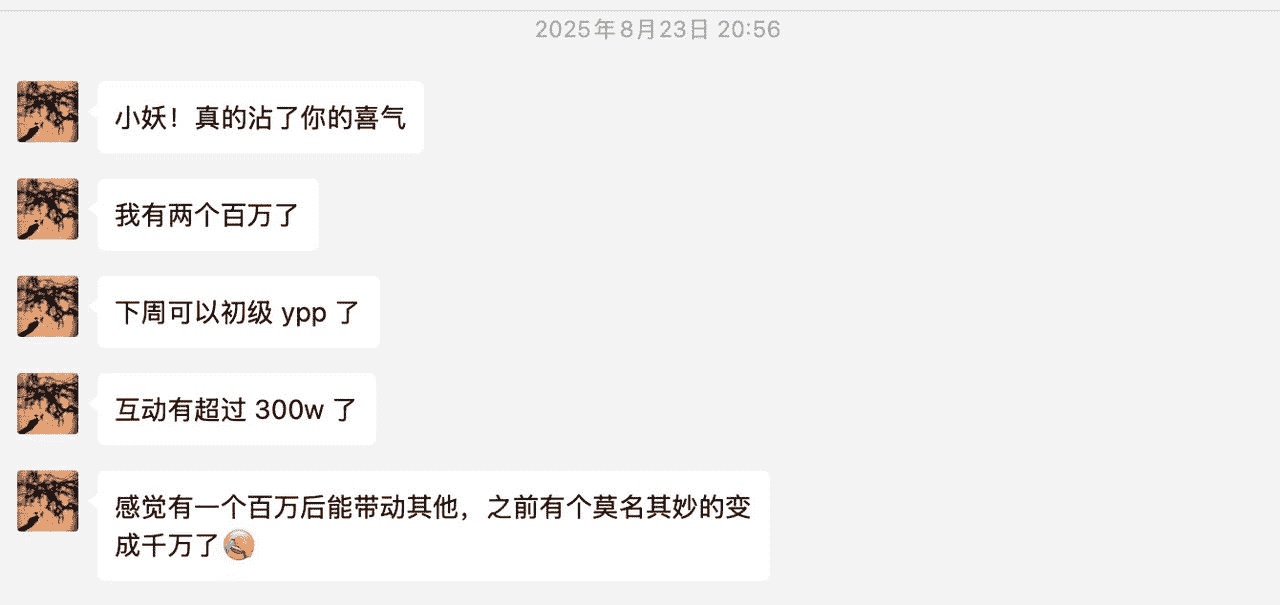 2025年8月23日 20:56
小妖！真的沾了你的喜气
我有两个百万了
下周可以初级 ypp 了
互动有超过 300w 了
感觉有一个百万后能带动其他，之前有个莫名其妙的变
成千万了